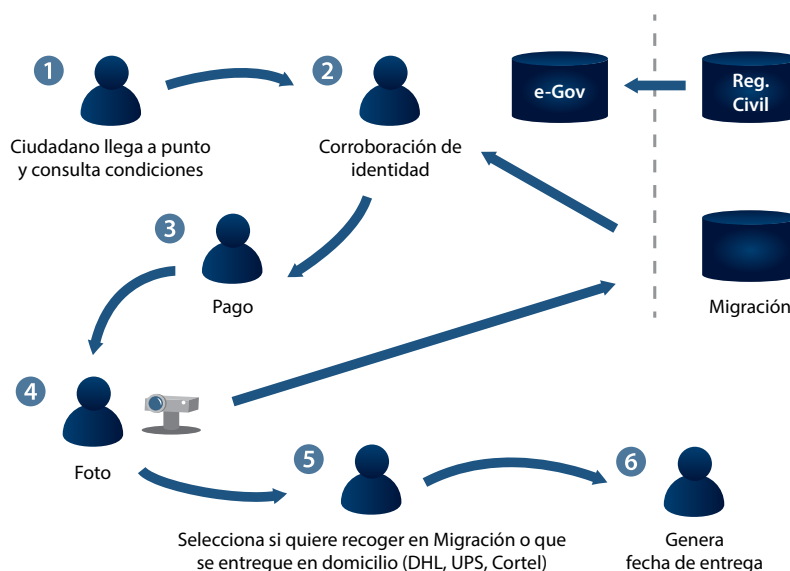 1
Ciudadano llega a punto
y consulta condiciones
2
Corroboración de
identidad
e-Gov
Reg.
Civil
3
Pago
Migración
4
Foto
5
Selecciona si quiere recoger en Migración o que
se entregue en domicilio (DHL, UPS, Cortel)
6
Genera
fecha de entrega